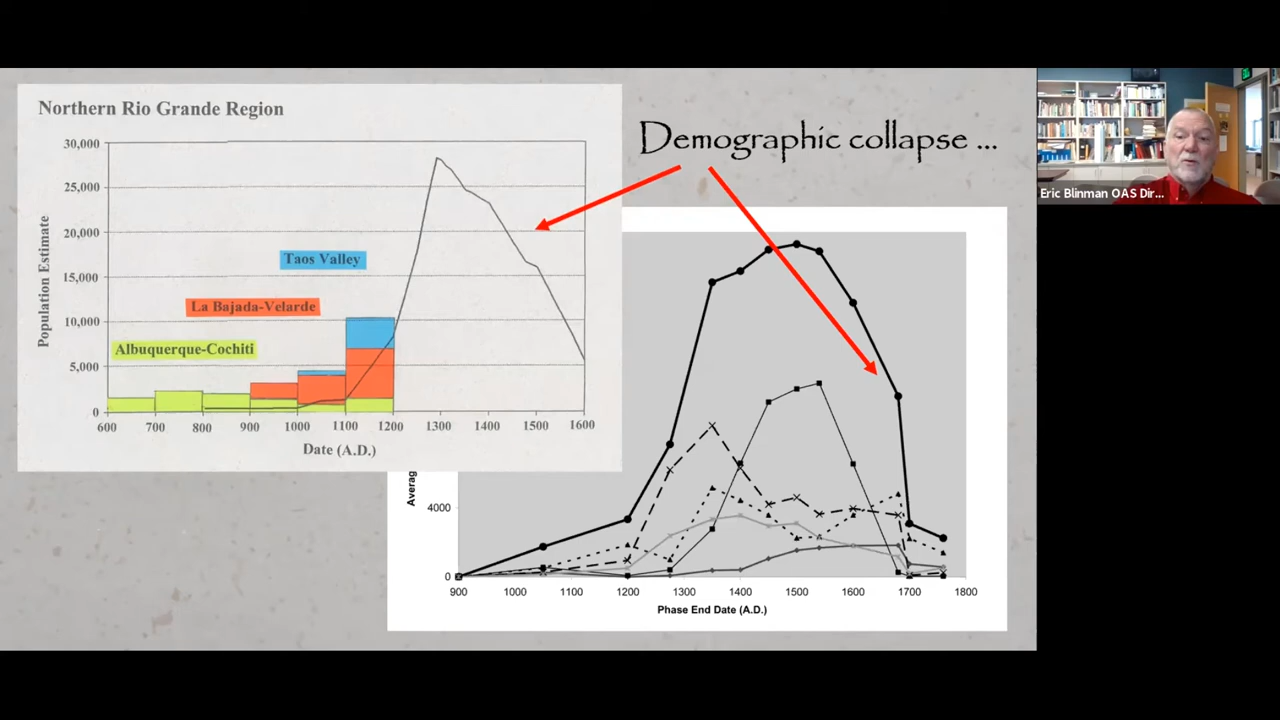 Northern Rio Grande Region
Demographic collapse ...
Eric Blinman OAS Dir...
30,000
25,000
20,000
15,000
10,000
5,000
0
Population Estimate
Taos Valley
La Bajada-Velarde
Albuquerque-Cochiti
600 700 800 900 1000 1100 1200 1300 1400 1500 1600
Date (A.D.)
Averag
4000
0
900 1000 1100 1200 1300 1400 1500 1600 1700 1800
Phase End Date (A.D.)